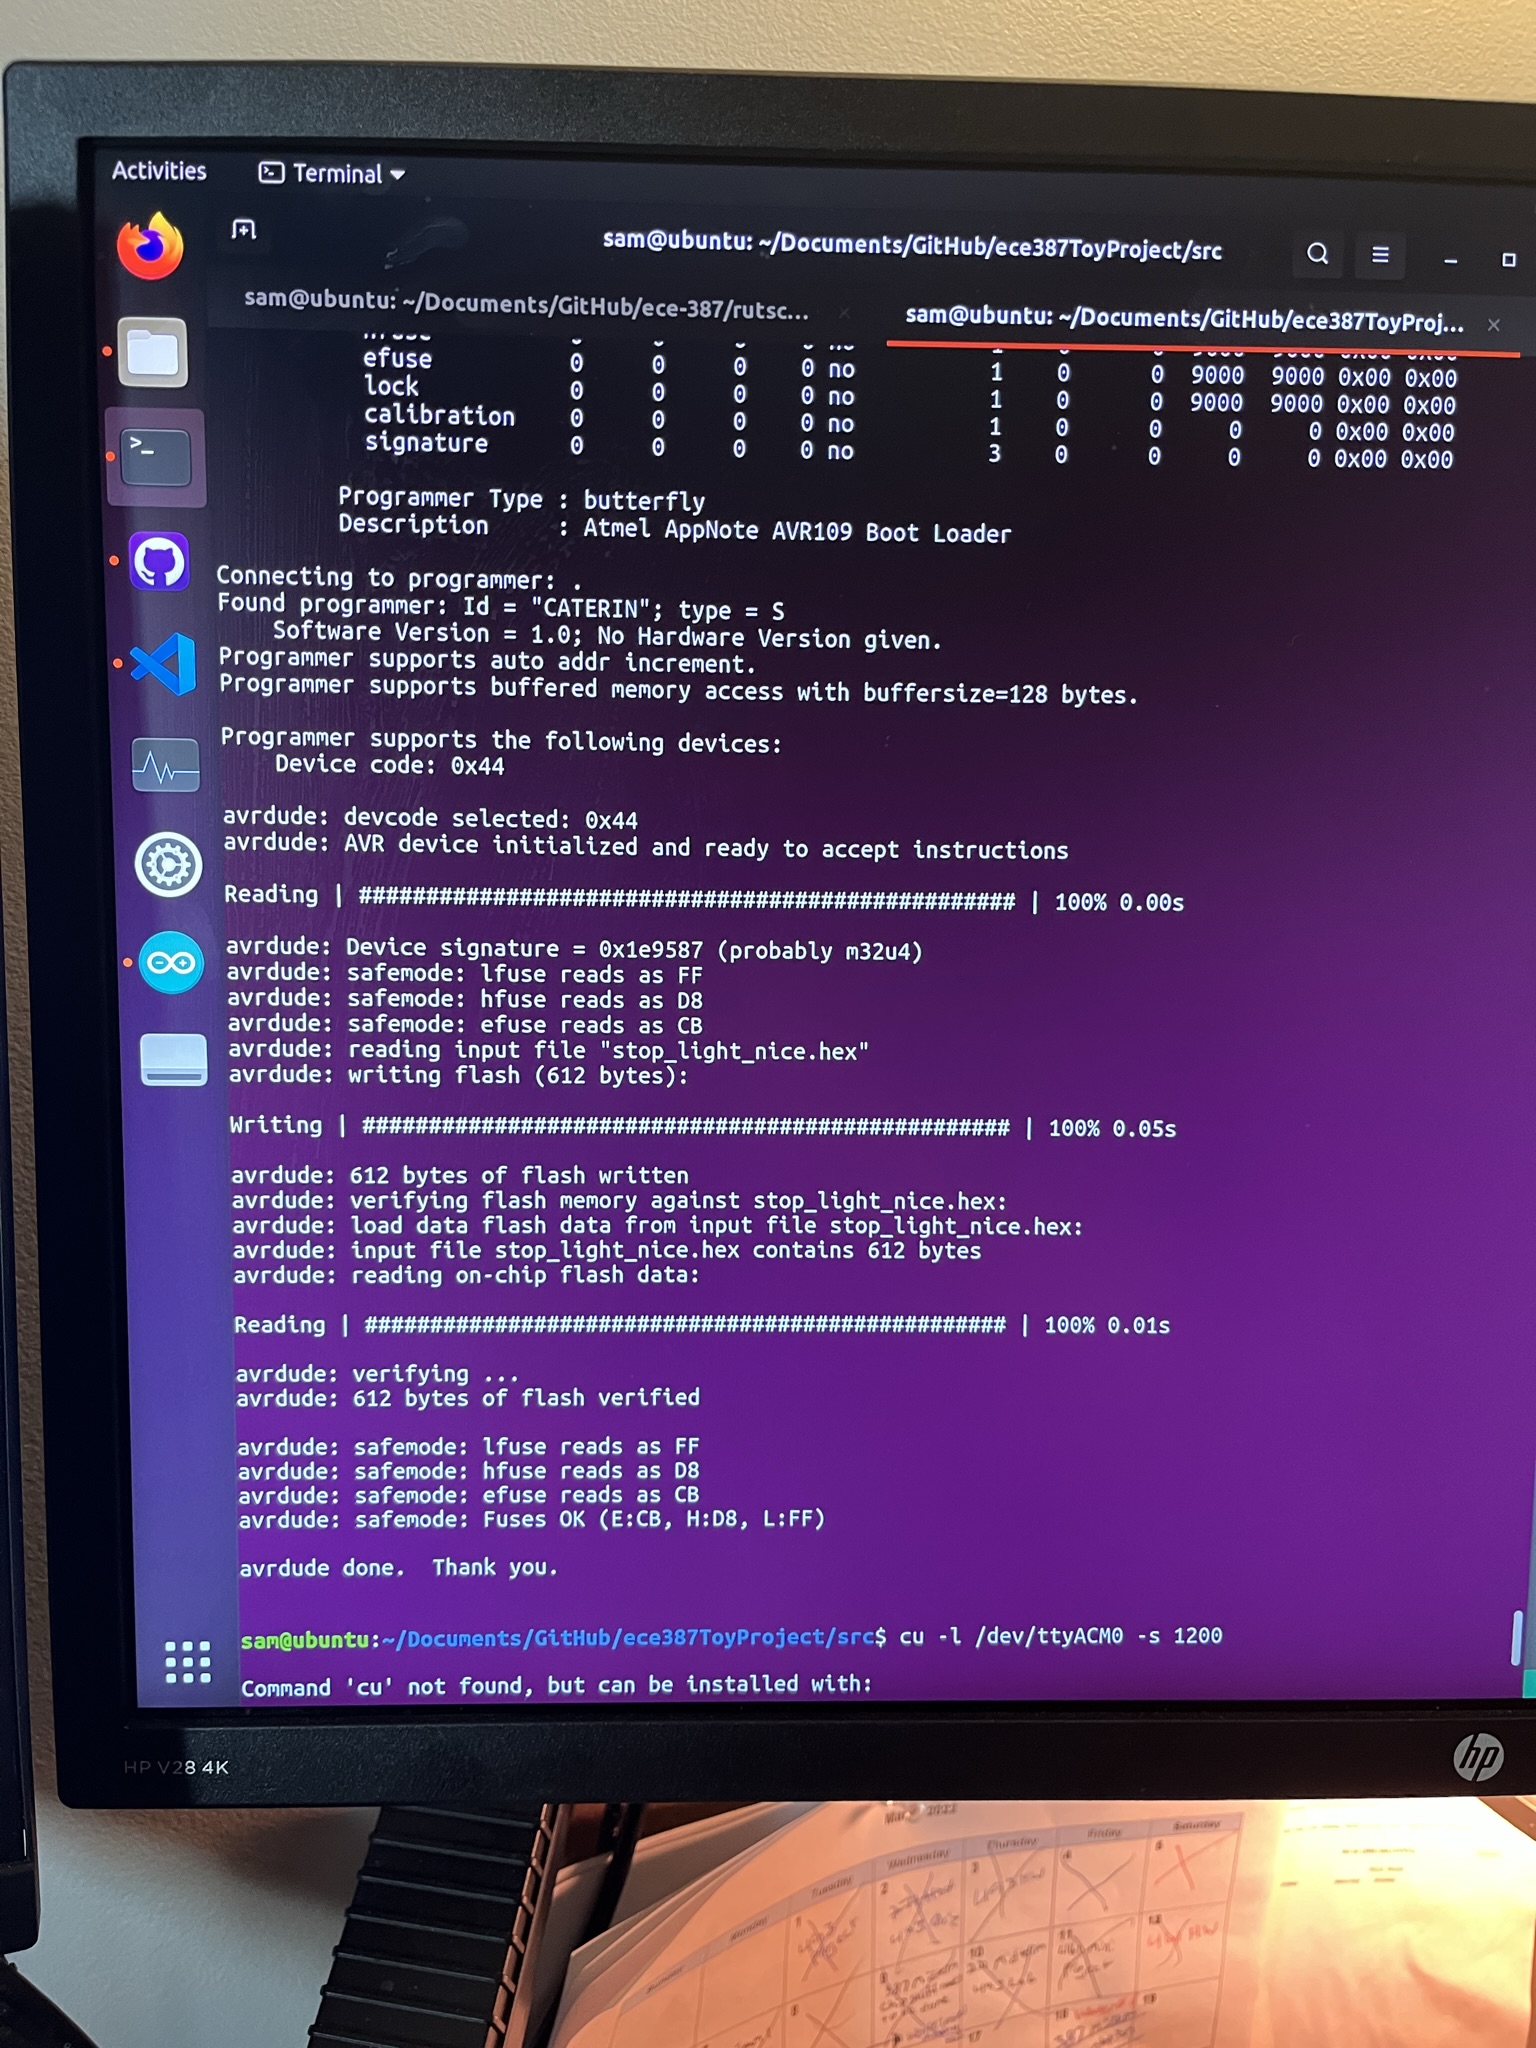 Activities
Terminal
sam@ubuntu: ~/Documents/GitHub/ece387ToyProject/src
sam@ubuntu: ~/Documents/GitHub/ece-387/rutsc...
sam@ubuntu: ~/Documents/GitHub/ece387ToyProj...
efuse 0 0 0 0 no 1 0 0 9000 9000 0x00 0x00
lock 0 0 0 0 no 1 0 0 9000 9000 0x00 0x00
calibration 0 0 0 0 no 1 0 0 0 0 0x00 0x00
signature 0 0 0 0 no 3 0 0 0 0 0x00 0x00
Programmer Type : butterfly
Description : Atmel AppNote AVR109 Boot Loader
Connecting to programmer: .
Found programmer: Id = "CATERIN"; type = S
Software Version = 1.0; No Hardware Version given.
Programmer supports auto addr increment.
Programmer supports buffered memory access with buffersize=128 bytes.
Programmer supports the following devices:
Device code: 0x44
avrdude: devcode selected: 0x44
avrdude: AVR device initialized and ready to accept instructions
Reading | ################################################## | 100% 0.00s
avrdude: Device signature = 0x1e9587 (probably m32u4)
avrdude: safemode: lfuse reads as FF
avrdude: safemode: hfuse reads as D8
avrdude: safemode: efuse reads as CB
avrdude: reading input file "stop_light_nice.hex"
avrdude: writing flash (612 bytes):
Writing | ################################################## | 100% 0.05s
avrdude: 612 bytes of flash written
avrdude: verifying flash memory against stop_light_nice.hex:
avrdude: load data flash data from input file stop_light_nice.hex:
avrdude: input file stop_light_nice.hex contains 612 bytes
avrdude: reading on-chip flash data:
Reading | ################################################## | 100% 0.01s
avrdude: verifying ...
avrdude: 612 bytes of flash verified
avrdude: safemode: lfuse reads as FF
avrdude: safemode: hfuse reads as D8
avrdude: safemode: efuse reads as CB
avrdude: safemode: Fuses OK (E:CB, H:D8, L:FF)
avrdude done.  Thank you.
sam@ubuntu:~/Documents/GitHub/ece387ToyProject/src$ cu -l /dev/ttyACM0 -s 1200
Command 'cu' not found, but can be installed with:
HP V28 4K
hp
Tuesday
Wednesday
Thursday
Friday
Saturday